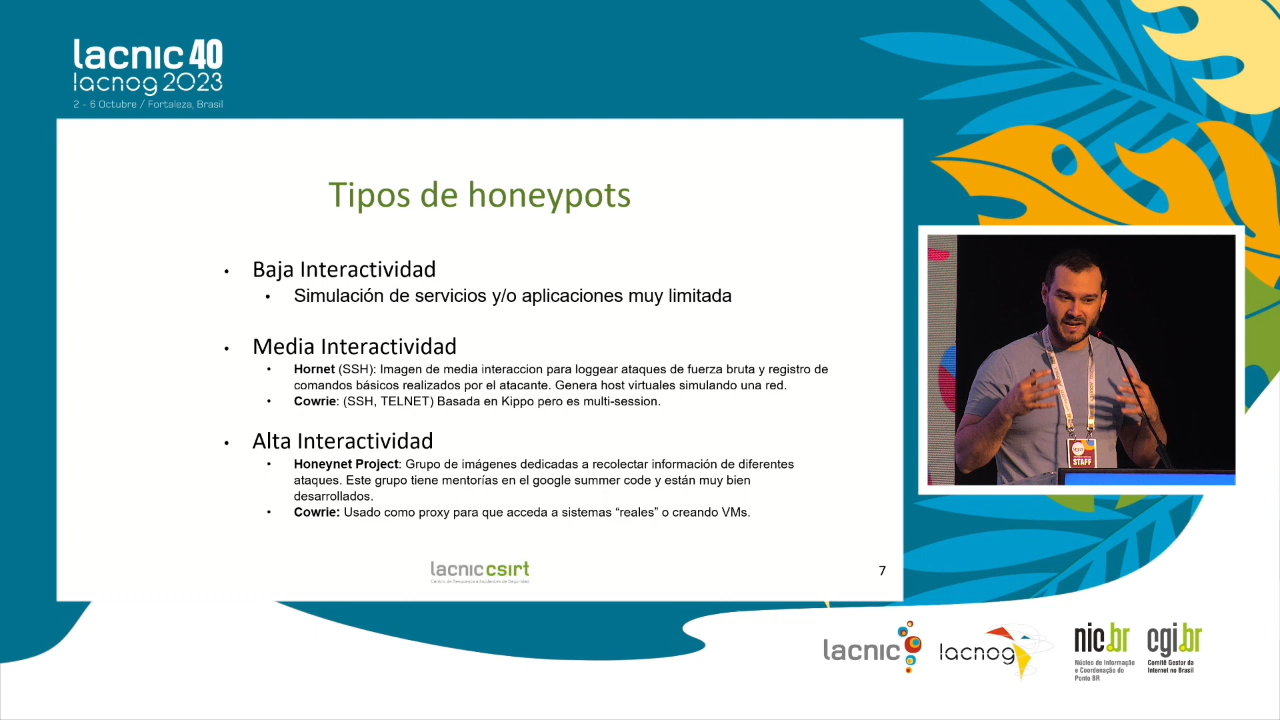 lacnic 40
lacnog 2023
2 - 6 Octubre / Fortaleza, Brasil
Tipos de honeypots
• Baja Interactividad
• Simulación de servicios y/o aplicaciones muy limitada
• Media Interactividad
• Hornet (SSH): Imagen de media interaccion para loggear ataques de fuerza bruta y registro de
comandos básicos realizados por el atacante. Genera host virtuales simulando una red.
• Cowrie: (SSH, TELNET) Basada en Kippo pero es multi-session.
• Alta Interactividad
• Honeynet Project: Grupo de imágenes dedicadas a recolectar información de diferentes
ataques. Este grupo tiene mentorías en el google summer code y están muy bien
desarrollados.
• Cowrie: Usado como proxy para que acceda a sistemas “reales” o creando VMs.
lacnic csirt
Centro de Respuesta a Incidentes de Seguridad
7
STAFF
lacnic
lacnog
nic.br
Núcleo de Informação
e Coordenação do
Ponto BR
cgi.br
Comitê Gestor da
Internet no Brasil